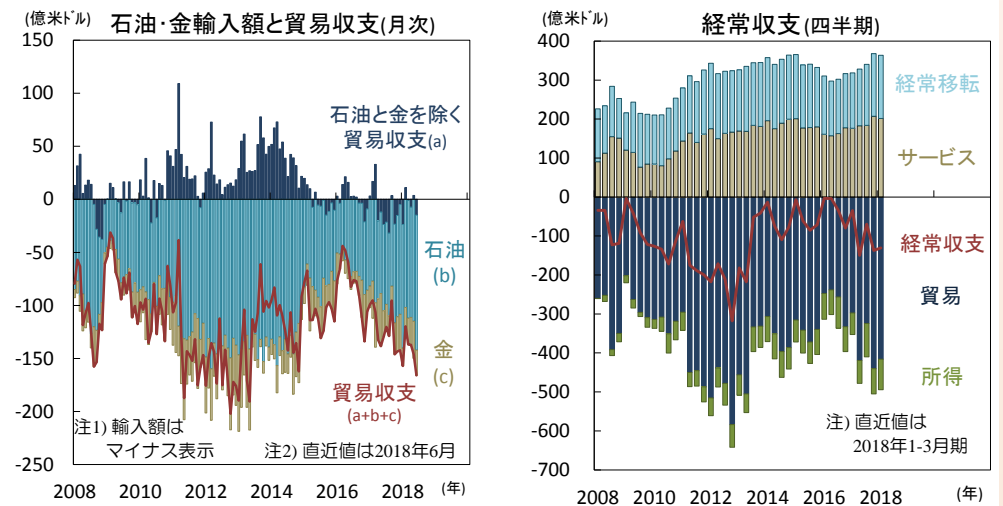 (億米ドル)
石油・金輸入額と貿易収支(月次)
150
100
50
0
-50
-100
-150
-200
-250
石油と金を除く
貿易収支(a)
石油
(b)
金
(c)
貿易収支
(a+b+c)
注1) 輸入額は
マイナス表示
注2) 直近値は2018年6月
2008
2010
2012
2014
2016
2018
(年)
(億米ドル)
経常収支(四半期)
400
300
200
100
0
-100
-200
-300
-400
-500
-600
-700
経常移転
サービス
経常収支
貿易
所得
注) 直近値は
2018年1-3月期
2008
2010
2012
2014
2016
2018
(年)